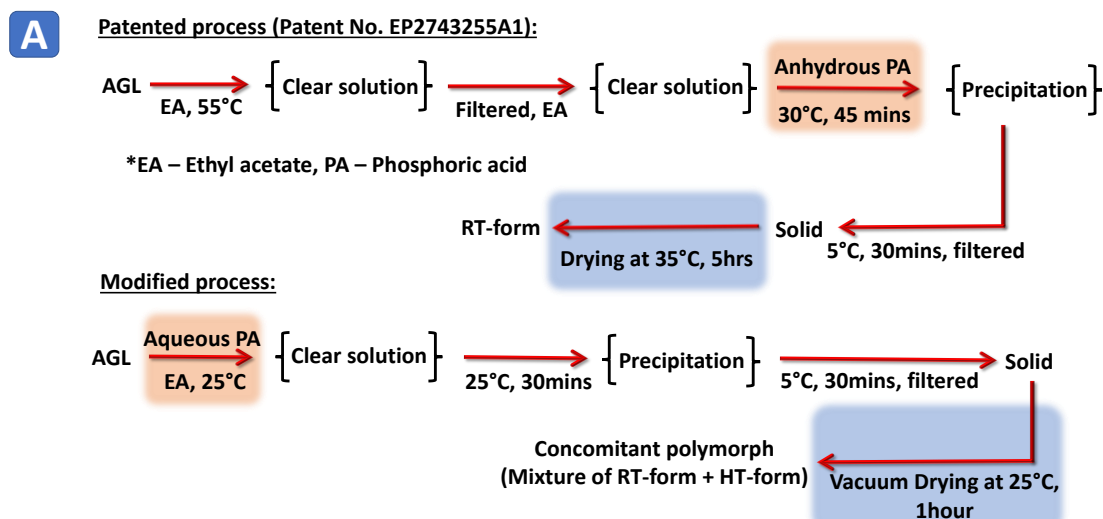 A
Patented process (Patent No. EP2743255A1):
AGL
EA, 55°C
{Clear solution}
Filtered, EA
{Clear solution}
Anhydrous PA
30°C, 45 mins
{Precipitation}
*EA – Ethyl acetate, PA – Phosphoric acid
5°C, 30mins, filtered
Solid
Drying at 35°C, 5hrs
RT-form
Modified process:
AGL
Aqueous PA
EA, 25°C
{Clear solution}
25°C, 30mins
{Precipitation}
5°C, 30mins, filtered
Solid
Vacuum Drying at 25°C,
1hour
Concomitant polymorph
(Mixture of RT-form + HT-form)